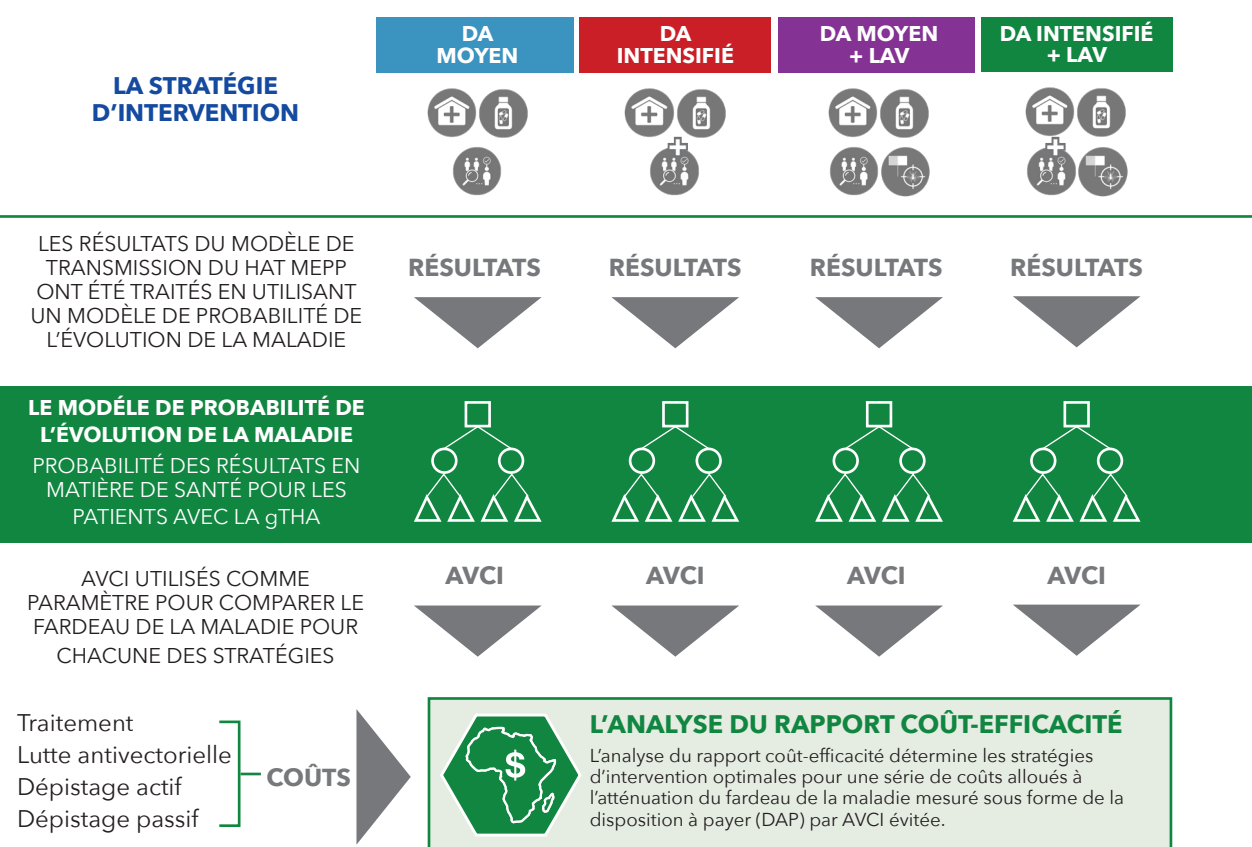 LA STRATÉGIE
D'INTERVENTION
DA
MOYEN
DA
INTENSIFIÉ
DA MOYEN
+ LAV
DA INTENSIFIÉ
+ LAV
LES RÉSULTATS DU MODÈLE DE
TRANSMISSION DU HAT MEPP
ONT ÉTÉ TRAITÉS EN UTILISANT
UN MODÈLE DE PROBABILITÉ DE
L'ÉVOLUTION DE LA MALADIE
RÉSULTATS
RÉSULTATS
RÉSULTATS
RÉSULTATS
LE MODÉLE DE PROBABILITÉ DE
L'ÉVOLUTION DE LA MALADIE
PROBABILITÉ DES RÉSULTATS EN
MATIÈRE DE SANTÉ POUR LES
PATIENTS AVEC LA gTHA
AVCI UTILISÉS COMME
PARAMÈTRE POUR COMPARER LE
FARDEAU DE LA MALADIE POUR
CHACUNE DES STRATÉGIES
AVCI
AVCI
AVCI
AVCI
Traitement
Lutte antivectorielle
Dépistage actif
Dépistage passif
COÛTS
$
L'ANALYSE DU RAPPORT COÛT-EFFICACITÉ
L'analyse du rapport coût-efficacité détermine les stratégies
d'intervention optimales pour une série de coûts alloués à
l'atténuation du fardeau de la maladie mesuré sous forme de la
disposition à payer (DAP) par AVCI évitée.